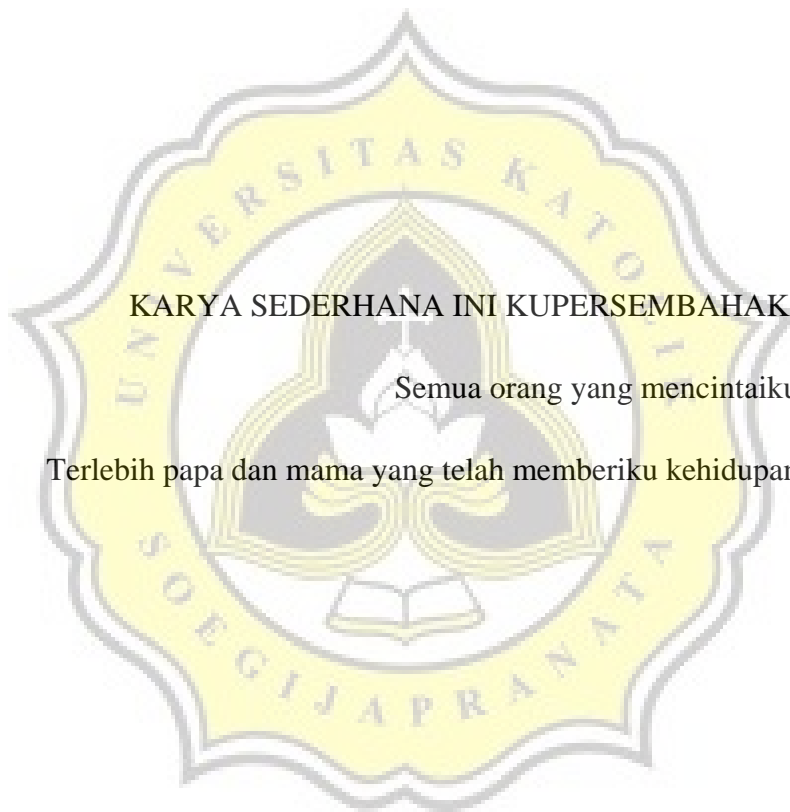 UNIVERSITAS KATOLIK
KARYA SEDERHANA INI KUPERSEMBAHAK
Semua orang yang mencintaiku
Terlebih papa dan mama yang telah memberiku kehidupan
SOEGIJAPRANATA